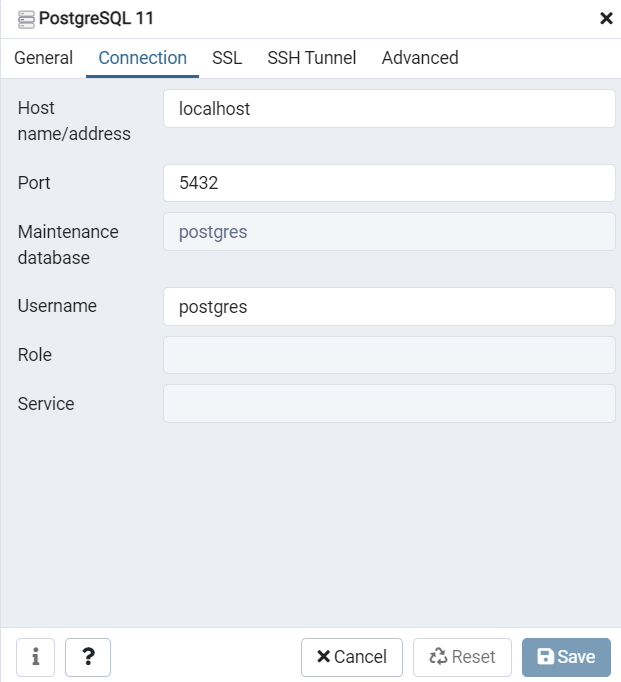 PostgreSQL 11
General Connection SSL SSH Tunnel Advanced
Host
name/address
localhost
Port
5432
Maintenance
database
postgres
Username
postgres
Role
Service
i ? Cancel Reset Save